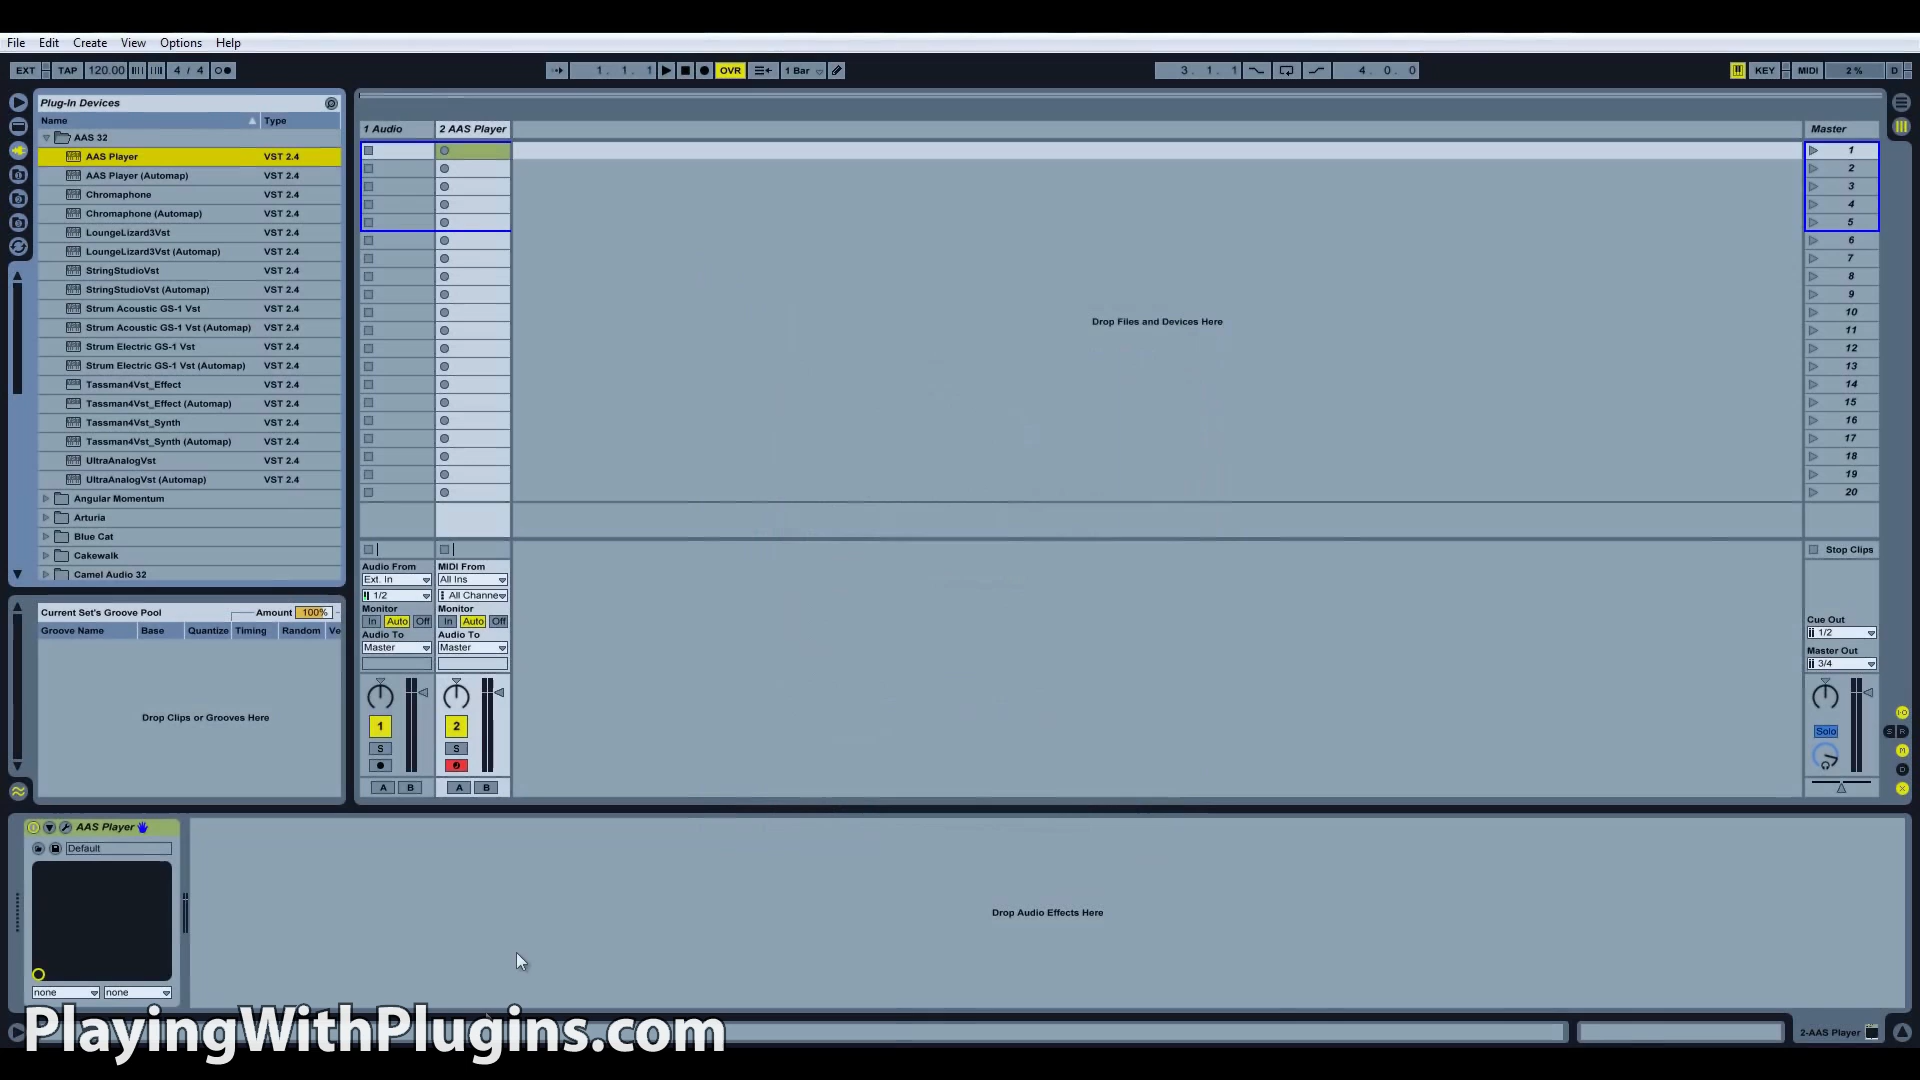 File Edit Create View Options Help
EXT TAP 120.00 4 / 4 1. 1. 1 OVR 1 Bar 3. 1. 1 4. 0. 0 KEY MIDI 2 % D
Plug-In Devices
Name Type
AAS 32
AAS Player VST 2.4
AAS Player (Automap) VST 2.4
Chromaphone VST 2.4
Chromaphone (Automap) VST 2.4
LoungeLizard3Vst VST 2.4
LoungeLizard3Vst (Automap) VST 2.4
StringStudioVst VST 2.4
StringStudioVst (Automap) VST 2.4
Strum Acoustic GS-1 Vst VST 2.4
Strum Acoustic GS-1 Vst (Automap) VST 2.4
Strum Electric GS-1 Vst VST 2.4
Strum Electric GS-1 Vst (Automap) VST 2.4
Tassman4Vst_Effect VST 2.4
Tassman4Vst_Effect (Automap) VST 2.4
Tassman4Vst_Synth VST 2.4
Tassman4Vst_Synth (Automap) VST 2.4
UltraAnalogVst VST 2.4
UltraAnalogVst (Automap) VST 2.4
Angular Momentum
Arturia
Blue Cat
Cakewalk
Camel Audio 32
Current Set's Groove Pool Amount 100%
Groove Name Base Quantize Timing Random Ve
Drop Clips or Grooves Here
1 Audio 2 AAS Player Master
1
2
3
4
5
6
7
8
9
10
11
12
13
14
15
16
17
18
19
20
Drop Files and Devices Here
Stop Clips
Audio From MIDI From
Ext. In All Ins
1/2 All Channe
Monitor Monitor
In Auto Off In Auto Off
Audio To Audio To
Master Master
Cue Out
1/2
Master Out
3/4
1 2
S S Solo
A B A B
S R
M
D
X
AAS Player
Default
none none
Drop Audio Effects Here
PlayingWithPlugins.com
2-AAS Player